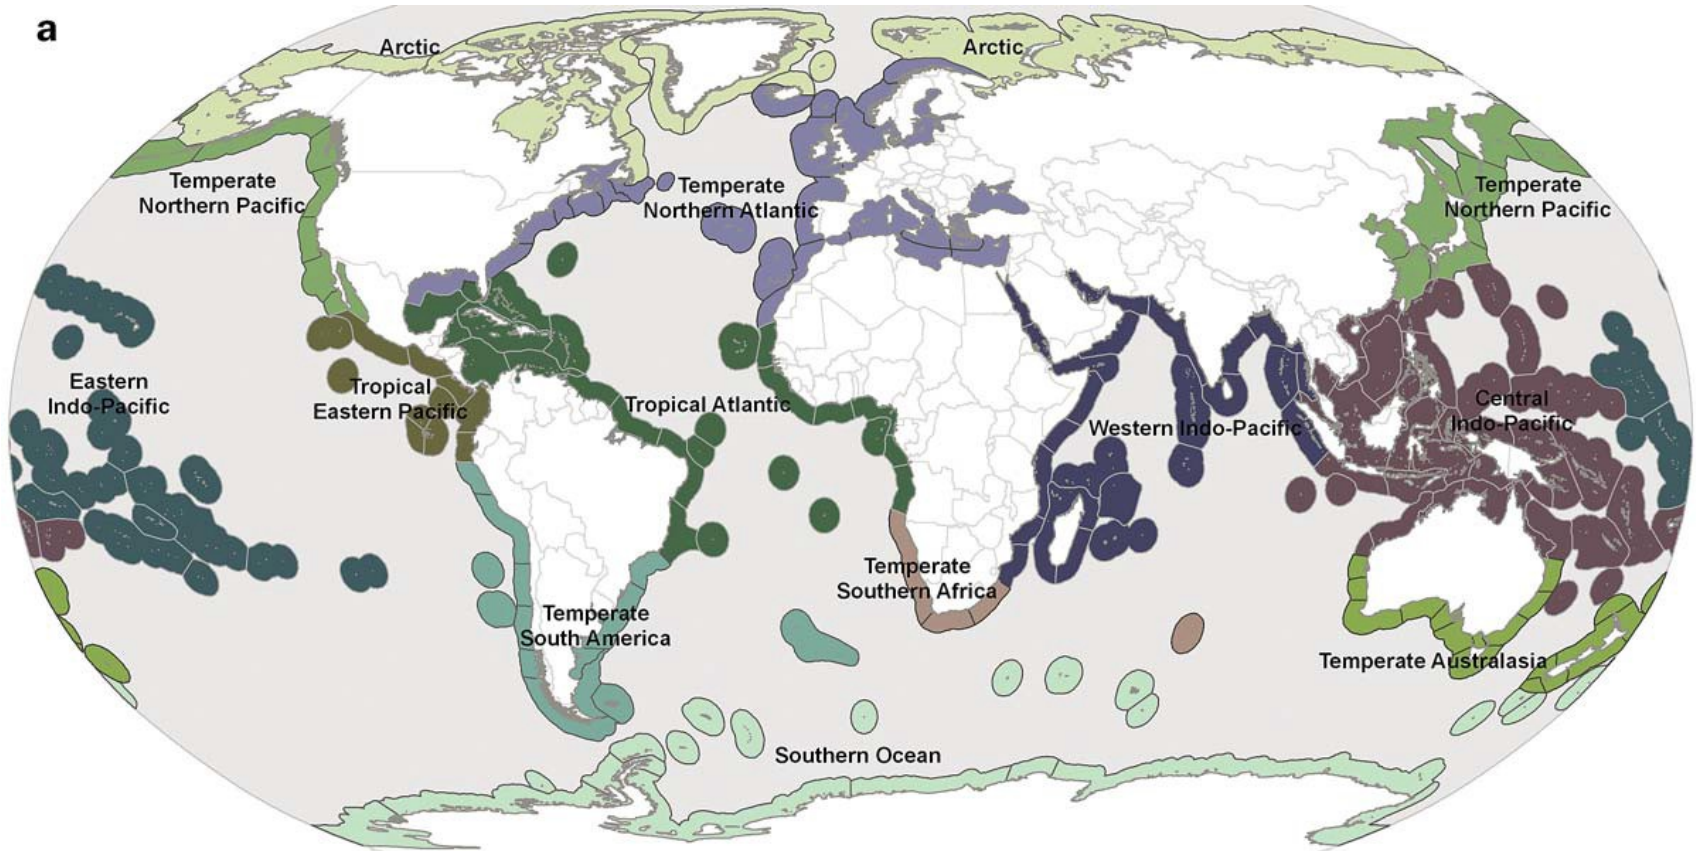 a
Arctic
Arctic
Temperate
Northern Pacific
Temperate
Northern Atlantic
Temperate
Northern Pacific
Eastern
Indo-Pacific
Tropical
Eastern Pacific
Tropical Atlantic
Western Indo-Pacific
Central
Indo-Pacific
Temperate
Southern Africa
Temperate
South America
Temperate Australasia
Southern Ocean